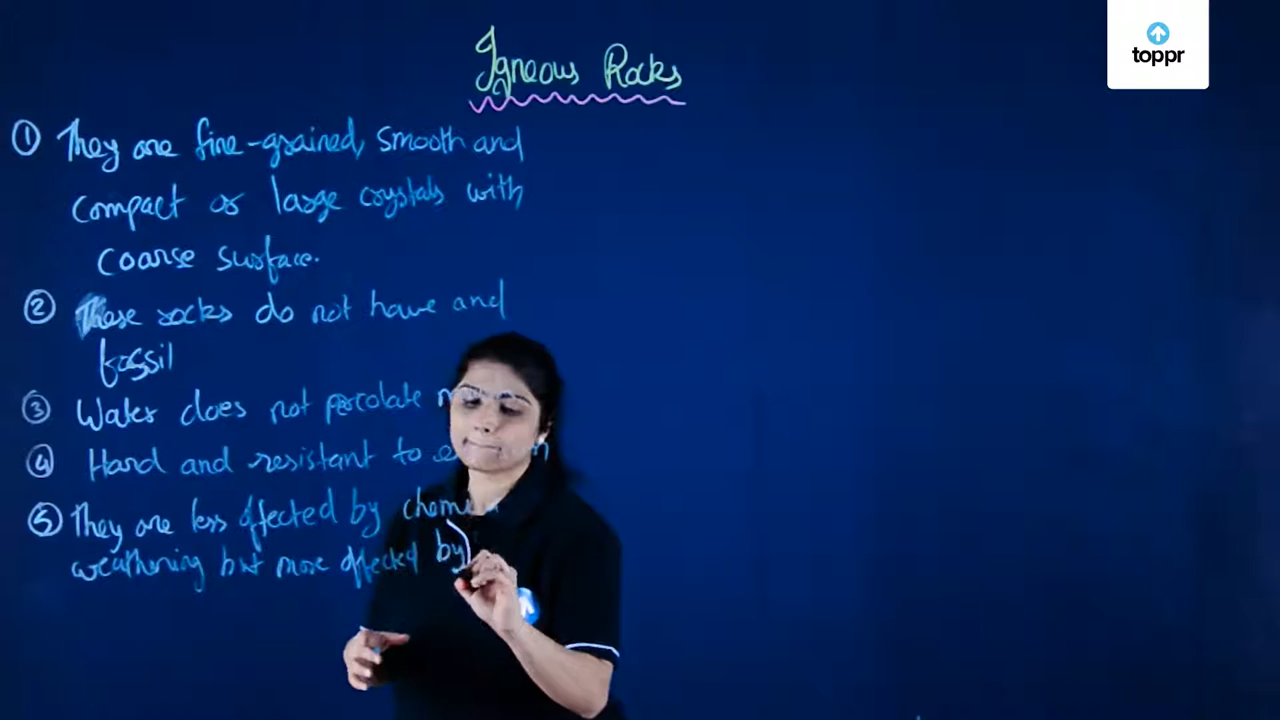 Igneous Rocks
toppr
① They are fine-grained, smooth and
compact or large crystals with
coarse surface.
② These rocks do not have and
fossil
③ Water does not percolate
④ Hard and resistant to
⑤ They are less affected by
weathering but more affected by